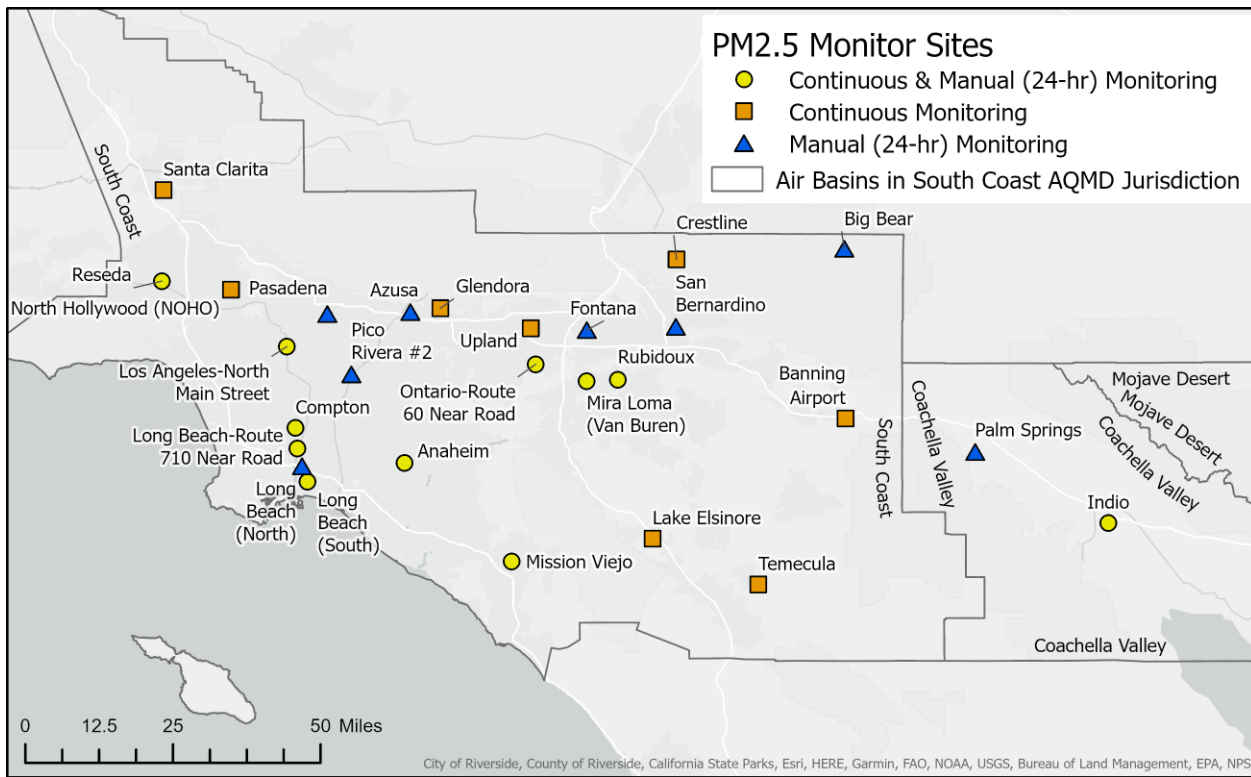 PM2.5 Monitor Sites
Continuous & Manual (24-hr) Monitoring
Continuous Monitoring
Manual (24-hr) Monitoring
Air Basins in South Coast AQMD Jurisdiction
South Coast
Santa Clarita
Crestline
Big Bear
Reseda
North Hollywood (NOHO)
Pasadena
Azusa
Glendora
San
Bernardino
Fontana
Pico
Rivera #2
Upland
Rubidoux
Los Angeles-North
Main Street
Ontario-Route
60 Near Road
Mira Loma
(Van Buren)
Banning
Airport
Mojave Desert
Mojave Desert
Coachella Valley
Coachella Valley
South Coast
Compton
Long Beach-Route
710 Near Road
Anaheim
Palm Springs
Long
Beach
(North)
Long
Beach
(South)
Indio
Lake Elsinore
Mission Viejo
Temecula
Coachella Valley
0 12.5 25 50 Miles
City of Riverside, County of Riverside, California State Parks, Esri, HERE, Garmin, FAO, NOAA, USGS, Bureau of Land Management, EPA, NPS